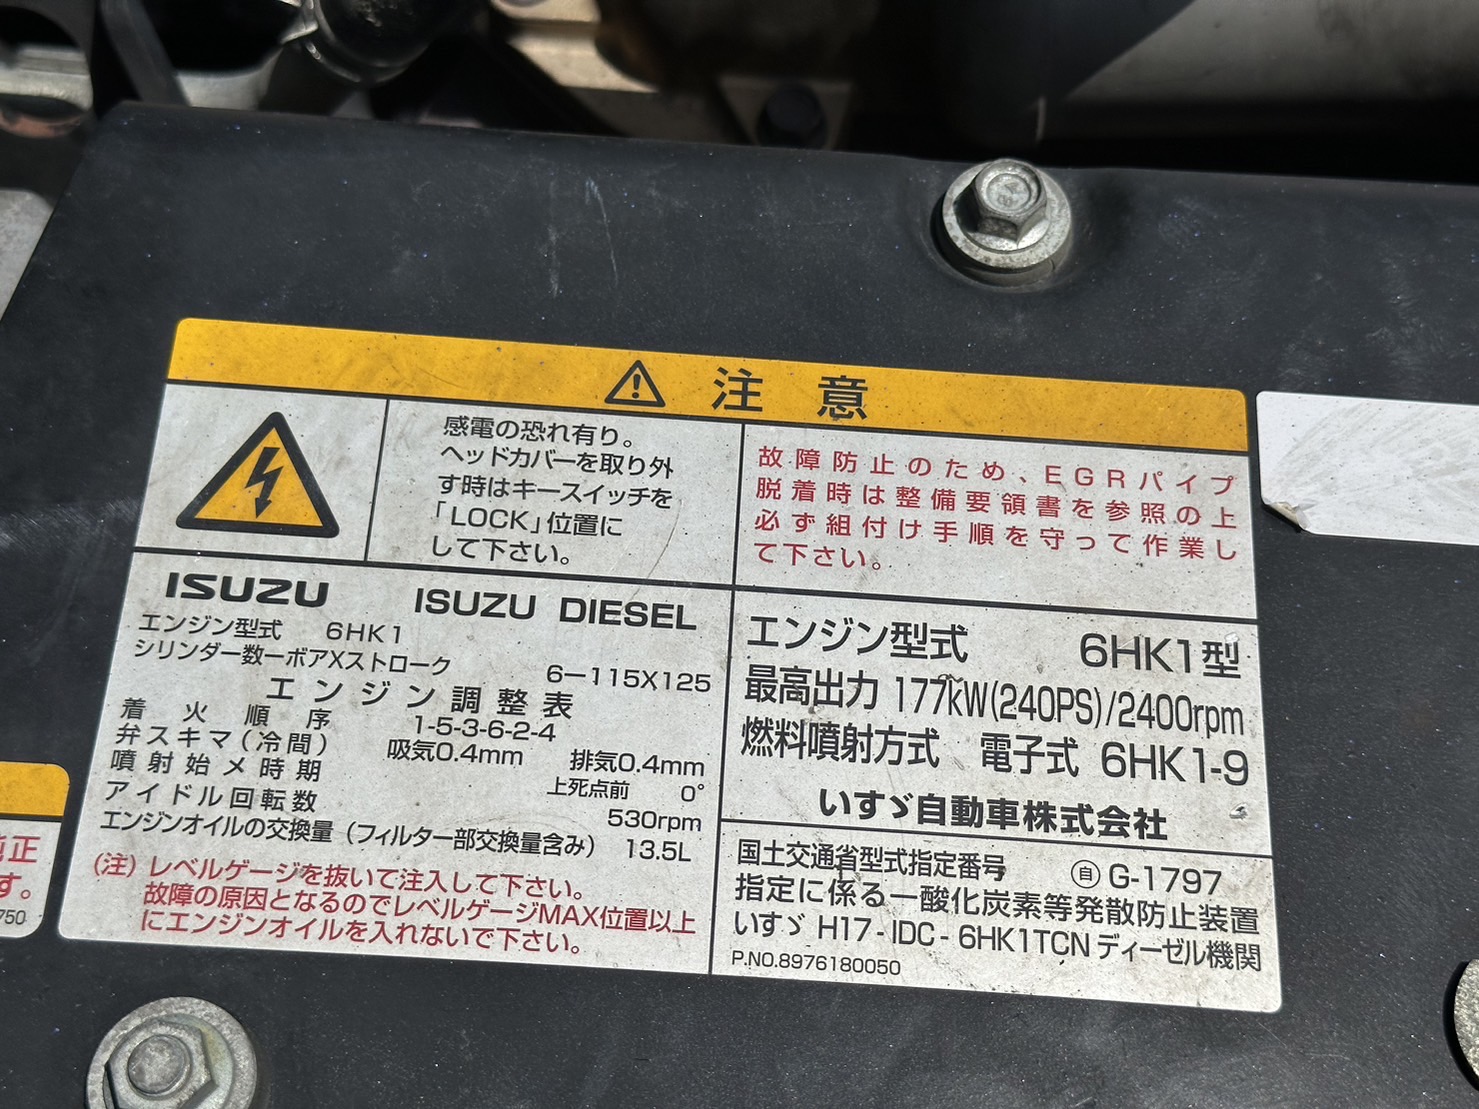 注意
感電の恐れ有り。
ヘッドカバーを取り外
す時はキースイッチを
「LOCK」位置に
して下さい。
故障防止のため、EGRパイプ
脱着時は整備要領書を参照の上
必ず組付け手順を守って作業し
て下さい。
ISUZU ISUZU DIESEL
エンジン型式 6HK1
シリンダー数ーボアXストローク 6-115X125
エンジン調整表
着火順序 1-5-3-6-2-4
弁スキマ(冷間) 吸気0.4mm 排気0.4mm
噴射始メ時期 上死点前 0°
アイドル回転数 530rpm
エンジンオイルの交換量(フィルター部交換量含み) 13.5L
(注)レベルゲージを抜いて注入して下さい。
故障の原因となるのでレベルゲージMAX位置以上
にエンジンオイルを入れないで下さい。
エンジン型式 6HK1型
最高出力 177kW(240PS)/2400rpm
燃料噴射方式 電子式 6HK1-9
いすゞ自動車株式会社
国土交通省型式指定番号 ㊀自 G-1797
指定に係る一酸化炭素等発散防止装置
いすゞ H17-IDC-6HK1TCNディーゼル機関
P.NO.8976180050
純正
す。
750
8